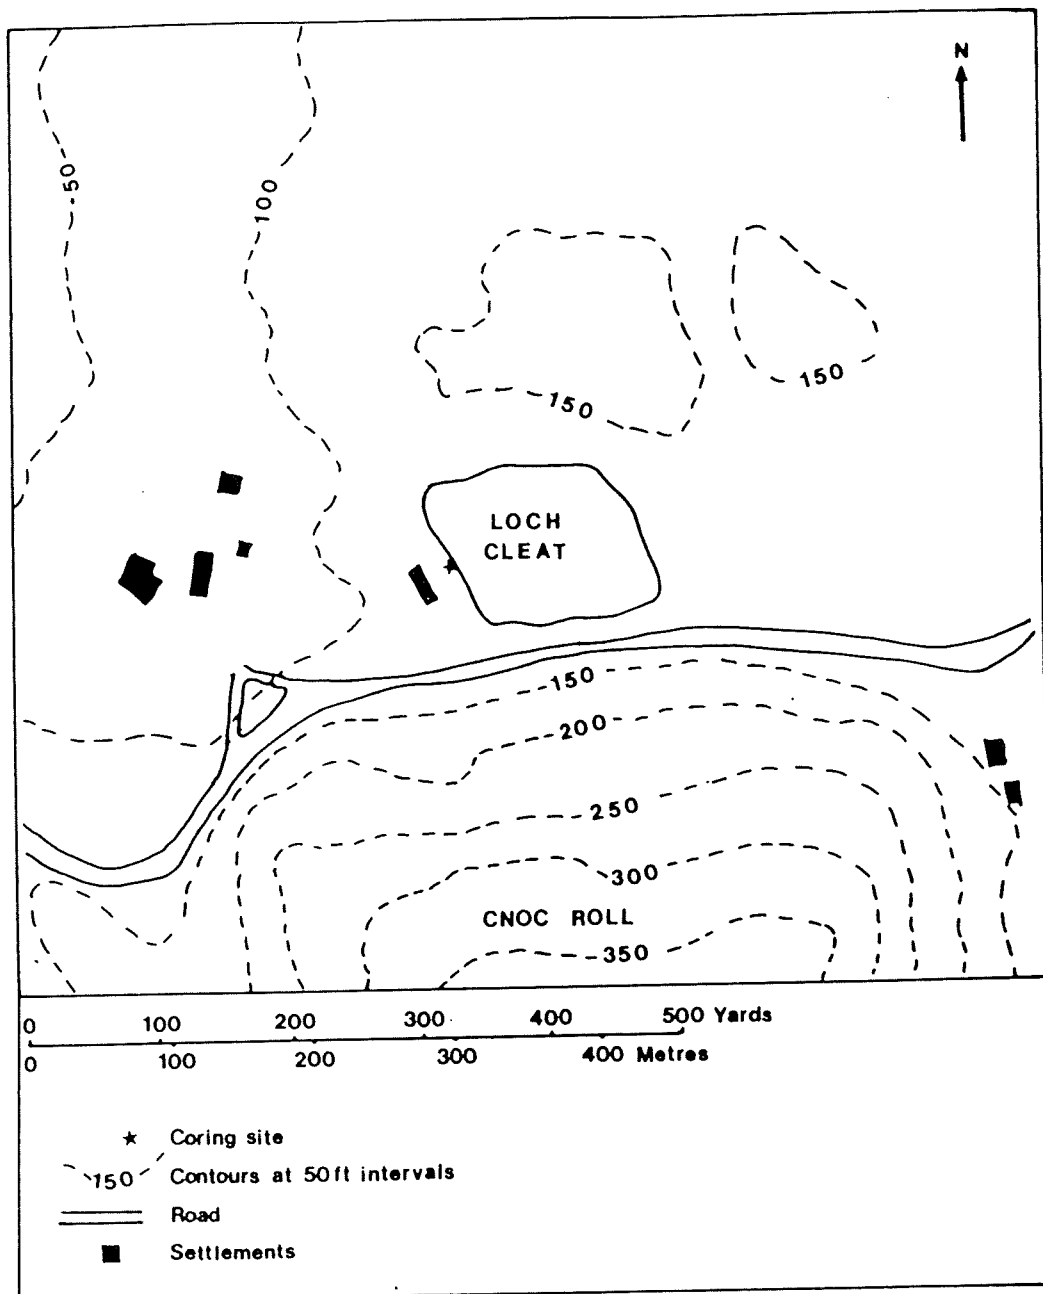 N
50
100
150
150
LOCH
CLEAT
150
200
250
300
CNOC ROLL
350
0 100 200 300 400 500 Yards
0 100 200 300 400 Metres
Coring site
150 Contours at 50ft intervals
Road
Settlements